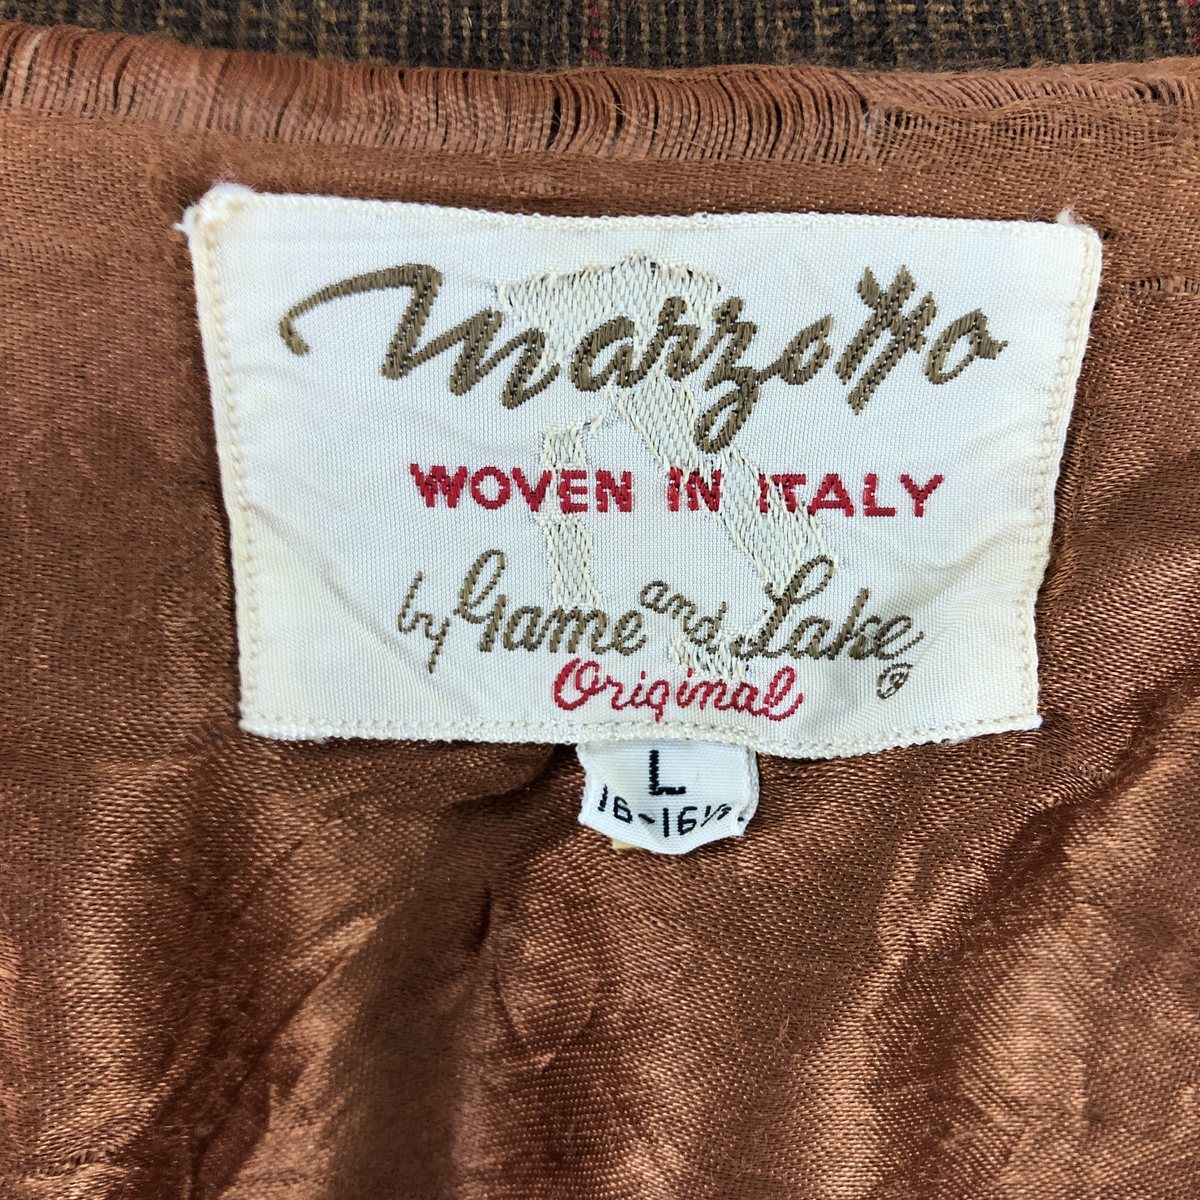 Marzotto
WOVEN IN ITALY
by Game and Lake ®
Original
L
16-16½